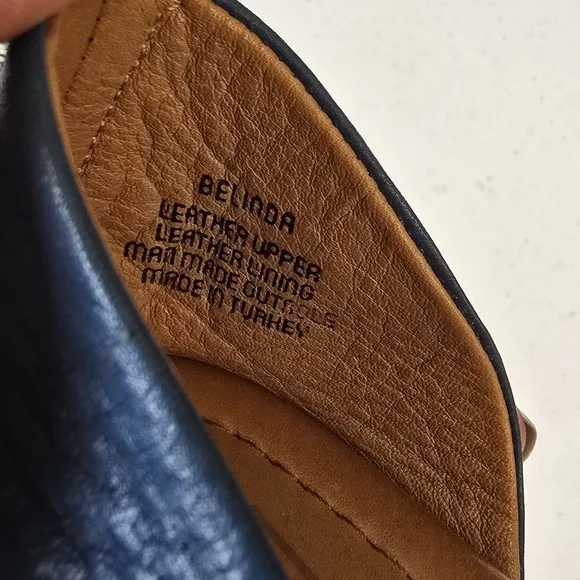 BELINDA
LEATHER UPPER
LEATHER LINING
MAN MADE OUTSOLE
MADE IN TURKEY